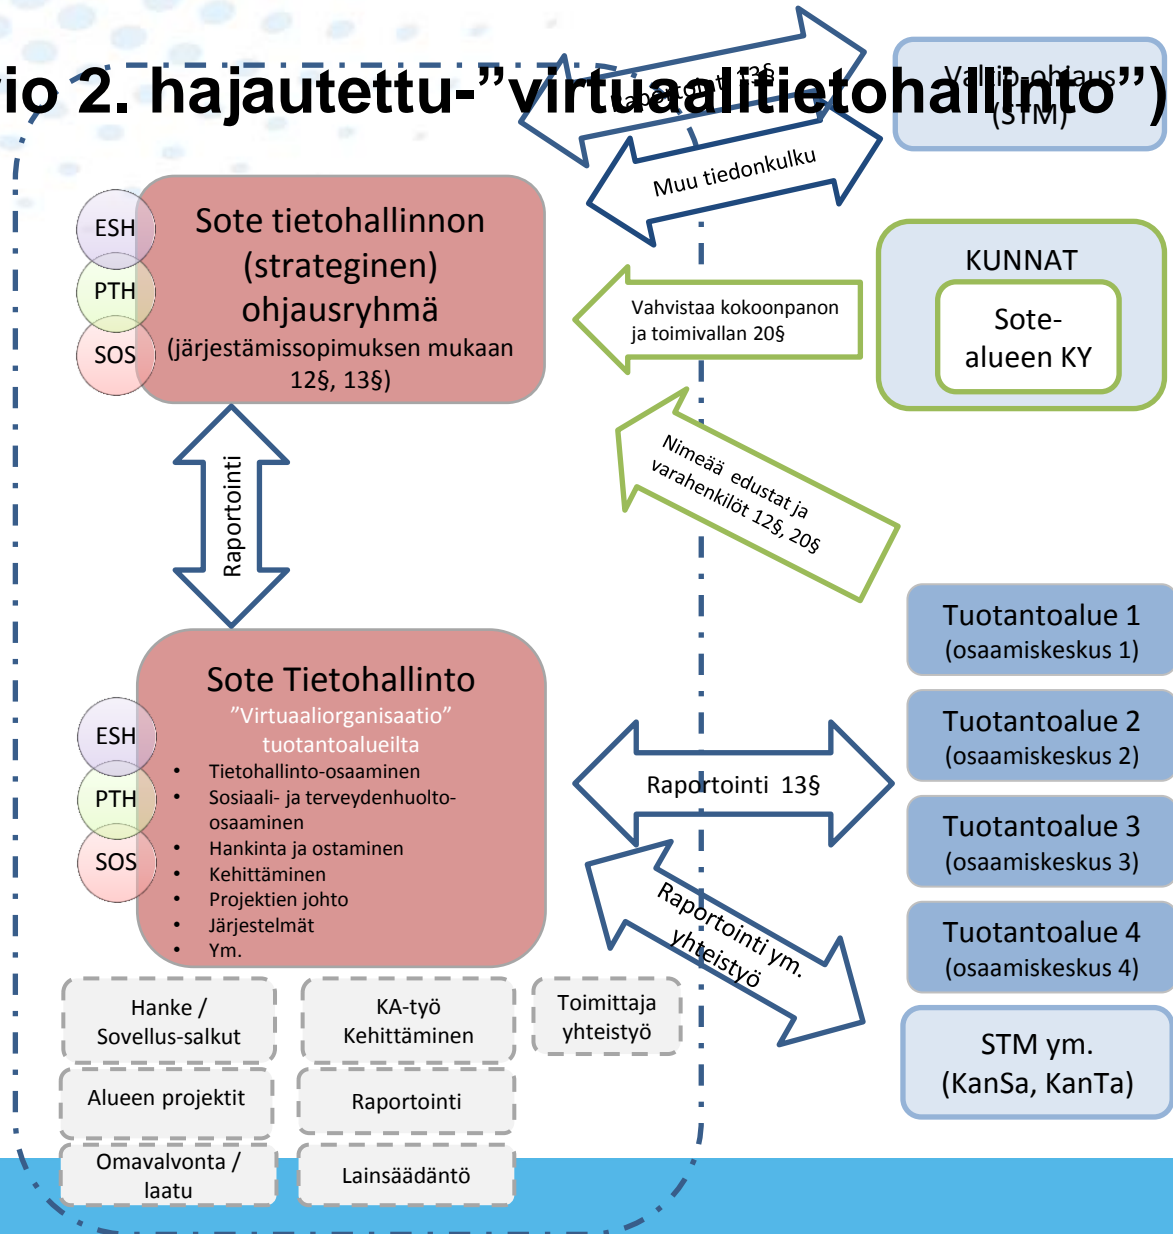 io 2. hajautettu-”virtuaalitietohallinto”)
Raportointi 13§
(STM)
Muu tiedonkulku
ESH
PTH
SOS
Sote tietohallinnon
(strateginen)
ohjausryhmä
(järjestämissopimuksen mukaan
12§, 13§)
Vahvistaa kokoonpanon
ja toimivallan 20§
KUNNAT
Sote-
alueen KY
Nimeää edustat ja
varahenkilöt 12§, 20§
Raportointi
Sote Tietohallinto
”Virtuaaliorganisaatio”
tuotantoalueilta
• Tietohallinto-osaaminen
• Sosiaali- ja terveydenhuolto-
osaaminen
• Hankinta ja ostaminen
• Kehittäminen
• Projektien johto
• Järjestelmät
• Ym.
ESH
PTH
SOS
Raportointi 13§
Raportointi ym.
yhteistyö
Tuotantoalue 1
(osaamiskeskus 1)
Tuotantoalue 2
(osaamiskeskus 2)
Tuotantoalue 3
(osaamiskeskus 3)
Tuotantoalue 4
(osaamiskeskus 4)
STM ym.
(KanSa, KanTa)
Hanke /
Sovellus-salkut
KA-työ
Kehittäminen
Toimittaja
yhteistyö
Alueen projektit
Raportointi
Omavalvonta /
laatu
Lainsäädäntö